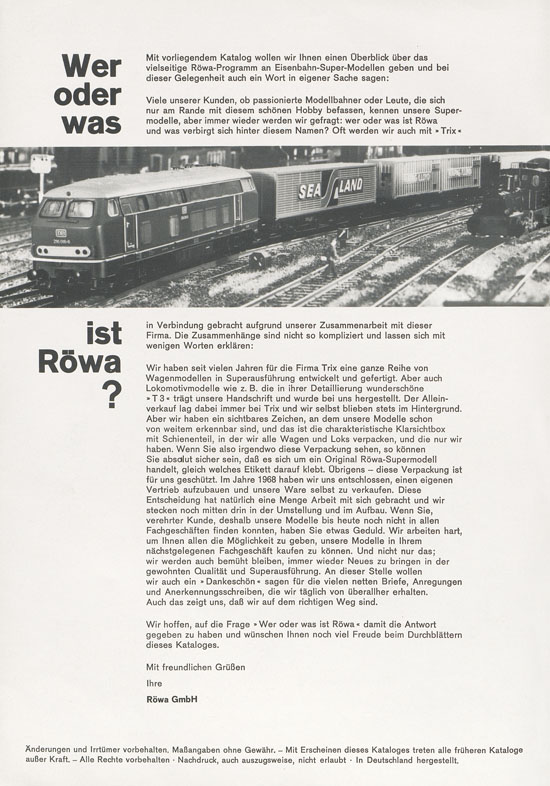 Wer
oder
was
Mit vorliegendem Katalog wollen wir Ihnen einen Überblick über das
vielseitige Röwa-Programm an Eisenbahn-Super-Modellen geben und bei
dieser Gelegenheit auch ein Wort in eigener Sache sagen:
Viele unserer Kunden, ob passionierte Modellbahner oder Leute, die sich
nur am Rande mit diesem schönen Hobby befassen, kennen unsere Super-
modelle, aber immer wieder werden wir gefragt: wer oder was ist Röwa
und was verbirgt sich hinter diesem Namen? Oft werden wir auch mit »Trix«
SEA LAND
DB
ist
Röwa
?
in Verbindung gebracht aufgrund unserer Zusammenarbeit mit dieser
Firma. Die Zusammenhänge sind nicht so kompliziert und lassen sich mit
wenigen Worten erklären:
Wir haben seit vielen Jahren für die Firma Trix eine ganze Reihe von
Wagenmodellen in Superausführung entwickelt und gefertigt. Aber auch
Lokomotivmodelle wie z. B. die in ihrer Detaillierung wunderschöne
»T 3« trägt unsere Handschrift und wurde bei uns hergestellt. Der Allein-
verkauf lag dabei immer bei Trix und wir selbst blieben stets im Hintergrund.
Aber wir haben ein sichtbares Zeichen, an dem unsere Modelle schon
von weitem erkennbar sind, und das ist die charakteristische Klarsichtbox
mit Schienenteil, in der wir alle Wagen und Loks verpacken, und die nur wir
haben. Wenn Sie also irgendwo diese Verpackung sehen, so können
Sie absolut sicher sein, daß es sich um ein Original Röwa-Supermodell
handelt, gleich welches Etikett darauf klebt. Übrigens – diese Verpackung ist
für uns geschützt. Im Jahre 1968 haben wir uns entschlossen, einen eigenen
Vertrieb aufzubauen und unsere Ware selbst zu verkaufen. Diese
Entscheidung hat natürlich eine Menge Arbeit mit sich gebracht und wir
stecken noch mitten drin in der Umstellung und im Aufbau. Wenn Sie,
verehrter Kunde, deshalb unsere Modelle bis heute noch nicht in allen
Fachgeschäften finden konnten, haben Sie etwas Geduld. Wir arbeiten hart,
um Ihnen allen die Möglichkeit zu geben, unsere Modelle in Ihrem
nächstgelegenen Fachgeschäft kaufen zu können. Und nicht nur das;
wir werden auch bemüht bleiben, immer wieder Neues zu bringen in der
gewohnten Qualität und Superausführung. An dieser Stelle wollen
wir auch ein »Dankeschön« sagen für die vielen netten Briefe, Anregungen
und Anerkennungsschreiben, die wir täglich von überallher erhalten.
Auch das zeigt uns, daß wir auf dem richtigen Weg sind.
Wir hoffen, auf die Frage »Wer oder was ist Röwa« damit die Antwort
gegeben zu haben und wünschen Ihnen noch viel Freude beim Durchblättern
dieses Kataloges.
Mit freundlichen Grüßen
Ihre
Röwa GmbH
Änderungen und Irrtümer vorbehalten. Maßangaben ohne Gewähr. – Mit Erscheinen dieses Kataloges treten alle früheren Kataloge
außer Kraft. – Alle Rechte vorbehalten · Nachdruck, auch auszugsweise, nicht erlaubt · In Deutschland hergestellt.